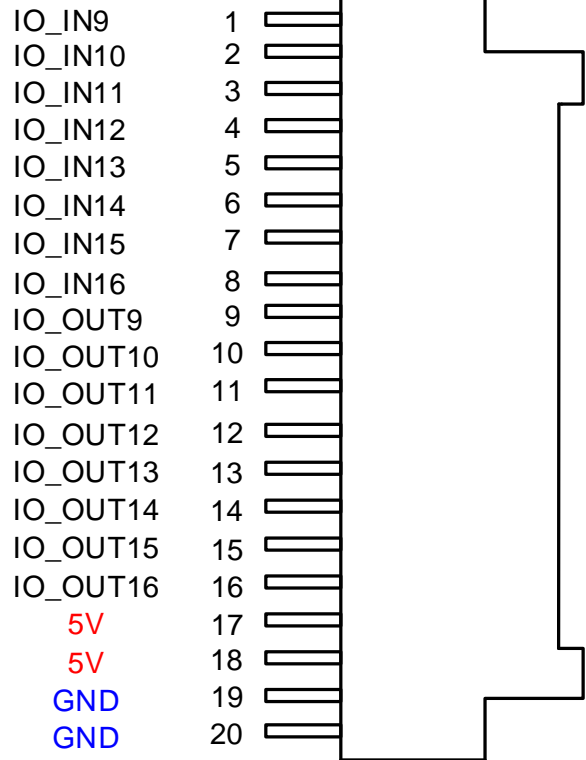 IO_IN9 1
IO_IN10 2
IO_IN11 3
IO_IN12 4
IO_IN13 5
IO_IN14 6
IO_IN15 7
IO_IN16 8
IO_OUT9 9
IO_OUT10 10
IO_OUT11 11
IO_OUT12 12
IO_OUT13 13
IO_OUT14 14
IO_OUT15 15
IO_OUT16 16
5V 17
5V 18
GND 19
GND 20